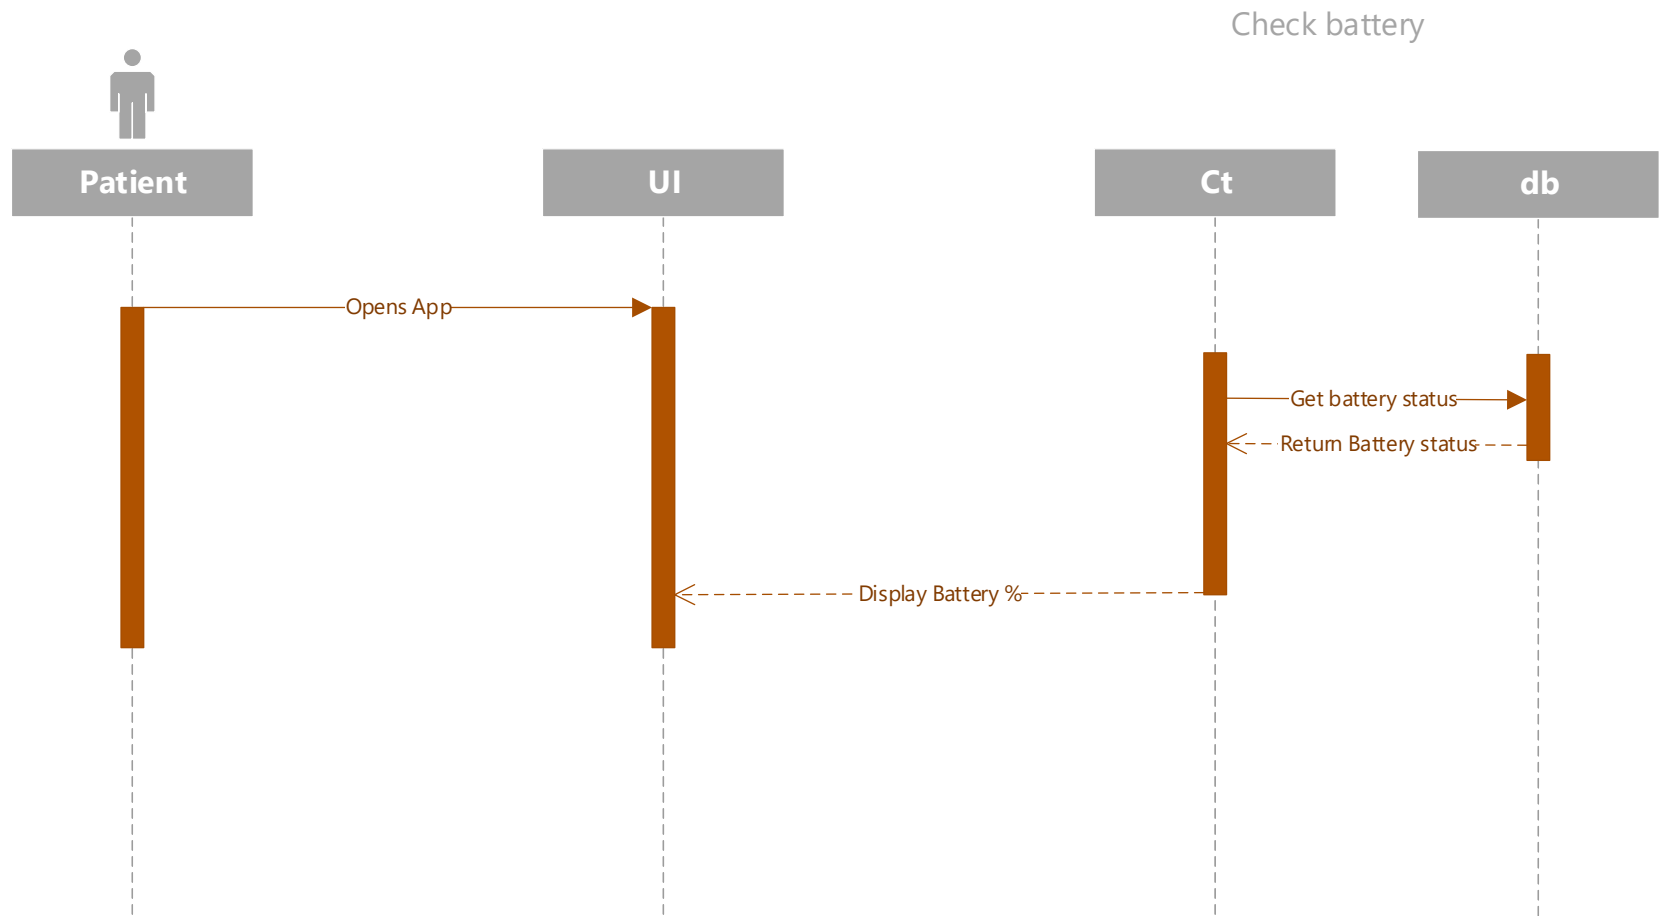 Check battery
Patient
UI
Ct
db
Opens App
Get battery status
Return Battery status
Display Battery %